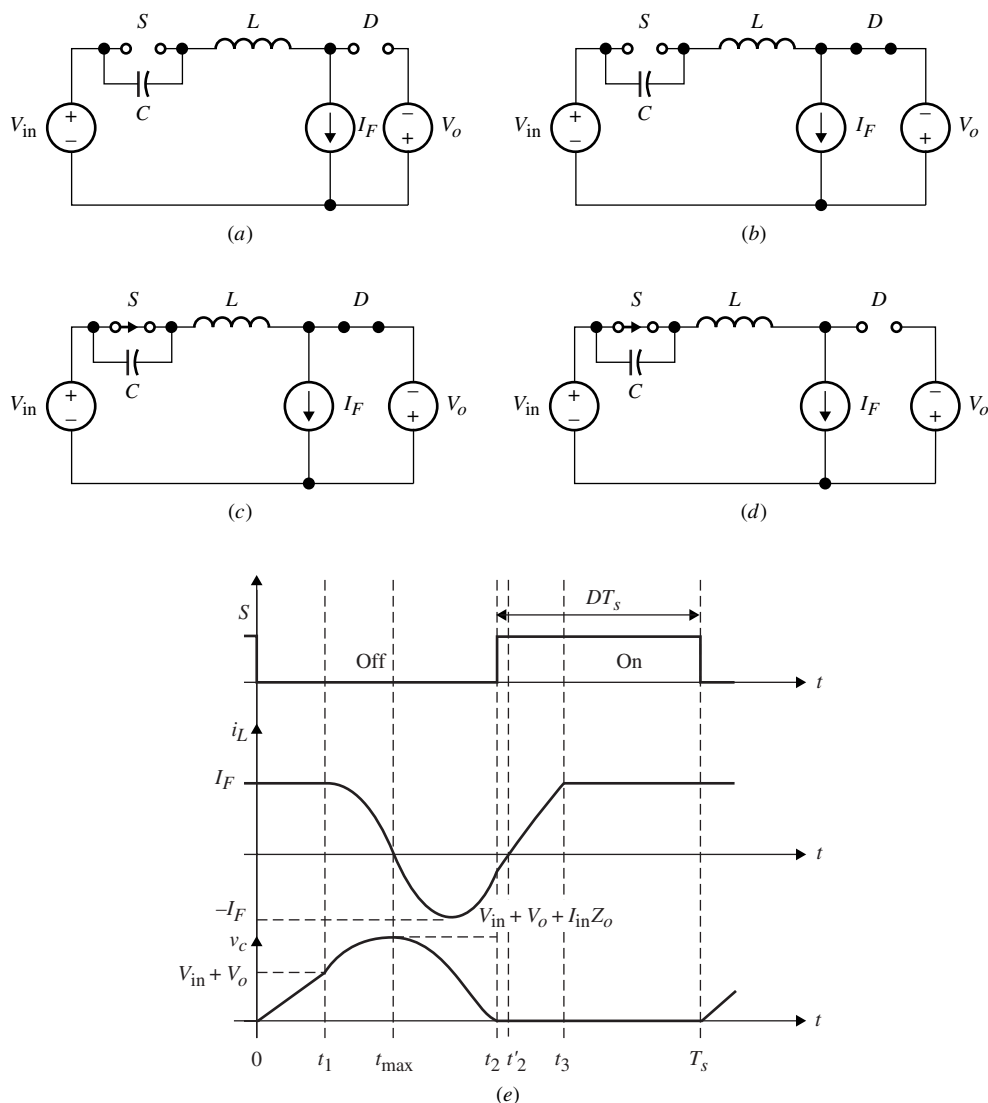 S L D
C
V_in + − I_F − + V_o
(a)
S L D
C
V_in + − I_F − + V_o
(b)
S L D
C
V_in + − I_F − + V_o
(c)
S L D
C
V_in + − I_F − + V_o
(d)
S
DT_s
Off On
t
i_L
I_F
t
−I_F
V_in + V_o + I_in Z_o
v_c
V_in + V_o
t
0 t_1 t_max t_2 t'_2 t_3 T_s
(e)